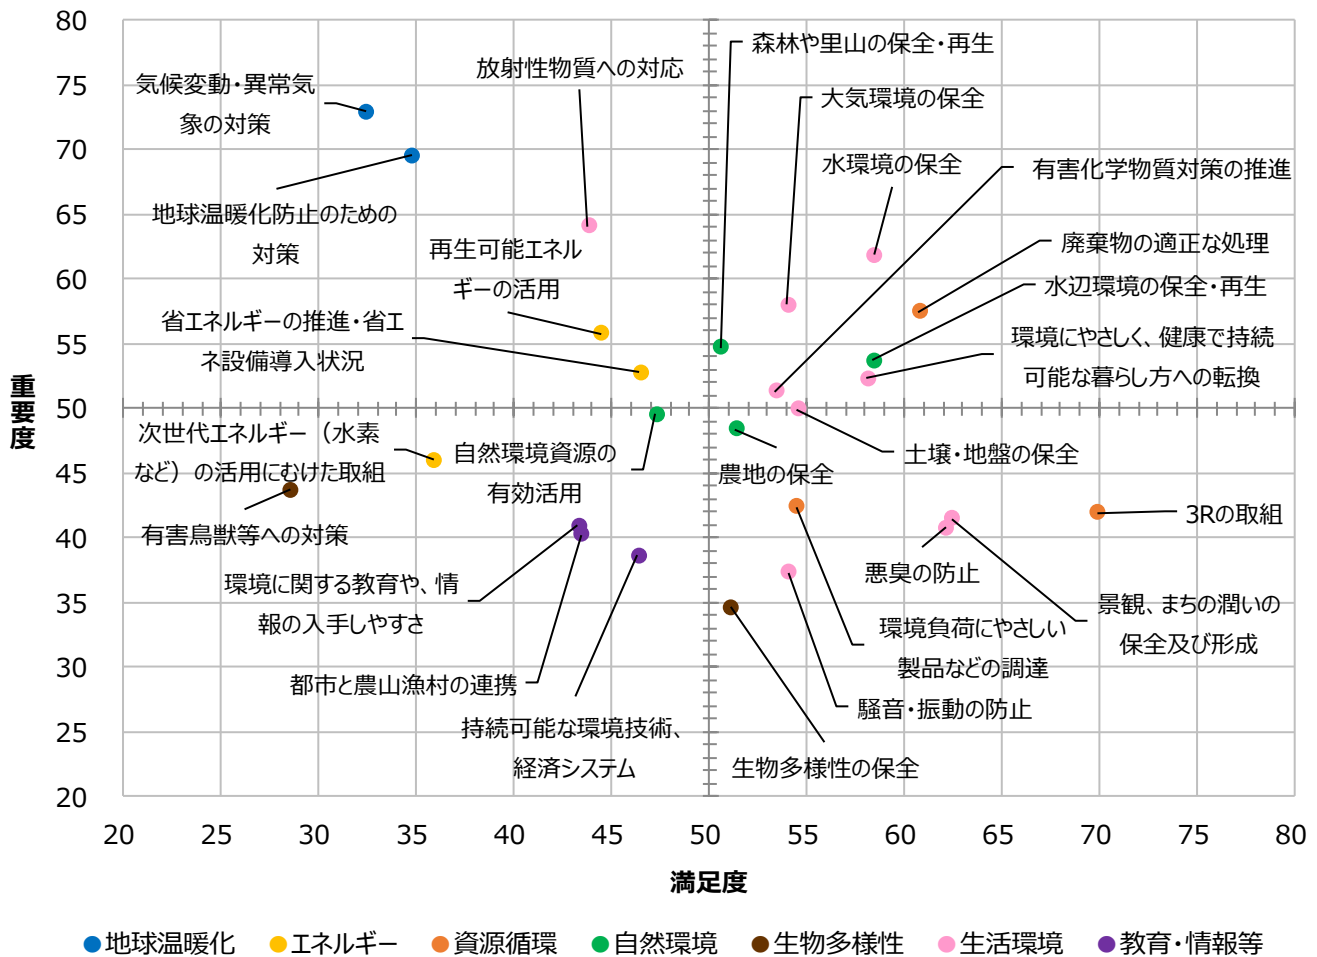 80
75
70
65
60
55
50
45
40
35
30
25
20
重要度
森林や里山の保全・再生
放射性物質への対応
気候変動・異常気
象の対策
大気環境の保全
水環境の保全
有害化学物質対策の推進
地球温暖化防止のための
対策
再生可能エネル
ギーの活用
廃棄物の適正な処理
水辺環境の保全・再生
省エネルギーの推進・省エ
ネ設備導入状況
環境にやさしく、健康で持続
可能な暮らし方への転換
次世代エネルギー（水素
など）の活用にむけた取組
自然環境資源の
有効活用
農地の保全
土壌・地盤の保全
有害鳥獣等への対策
3Rの取組
悪臭の防止
環境に関する教育や、情
報の入手しやすさ
環境負荷にやさしい
製品などの調達
景観、まちの潤いの
保全及び形成
都市と農山漁村の連携
騒音・振動の防止
持続可能な環境技術、
経済システム
生物多様性の保全
20 25 30 35 40 45 50 55 60 65 70 75 80
満足度
地球温暖化 エネルギー 資源循環 自然環境 生物多様性 生活環境 教育・情報等